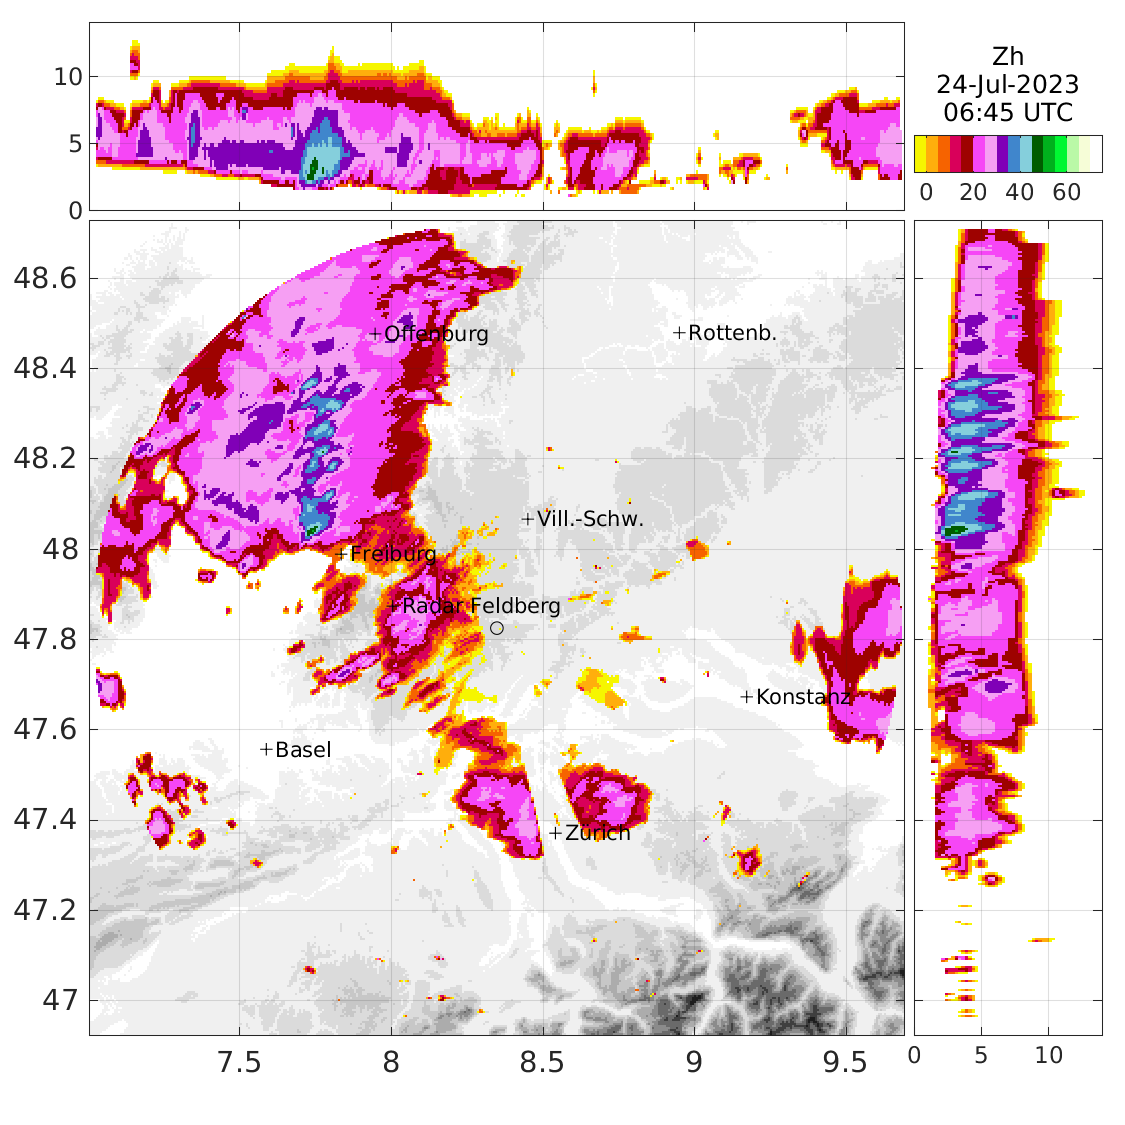 Zh
24-Jul-2023
06:45 UTC
0 20 40 60
10
5
0
48.6
48.4
48.2
48
47.8
47.6
47.4
47.2
47
+Offenburg
+Rottenb.
+Vill.-Schw.
+Freiburg
+Radar Feldberg
+Konstanz
+Basel
+Zürich
7.5 8 8.5 9 9.5
0 5 10